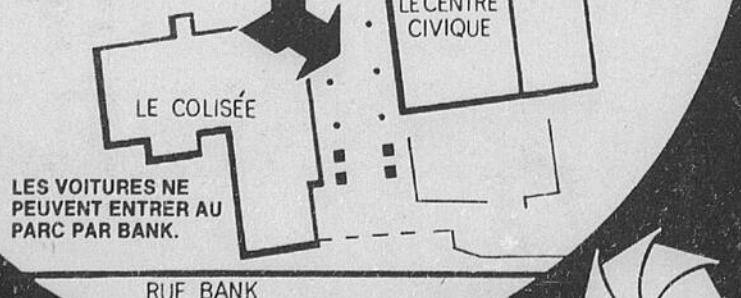 LE CENTRE
CIVIQUE
LE COLISÉE
LES VOITURES NE
PEUVENT ENTRER AU
PARC PAR BANK.
RUE BANK